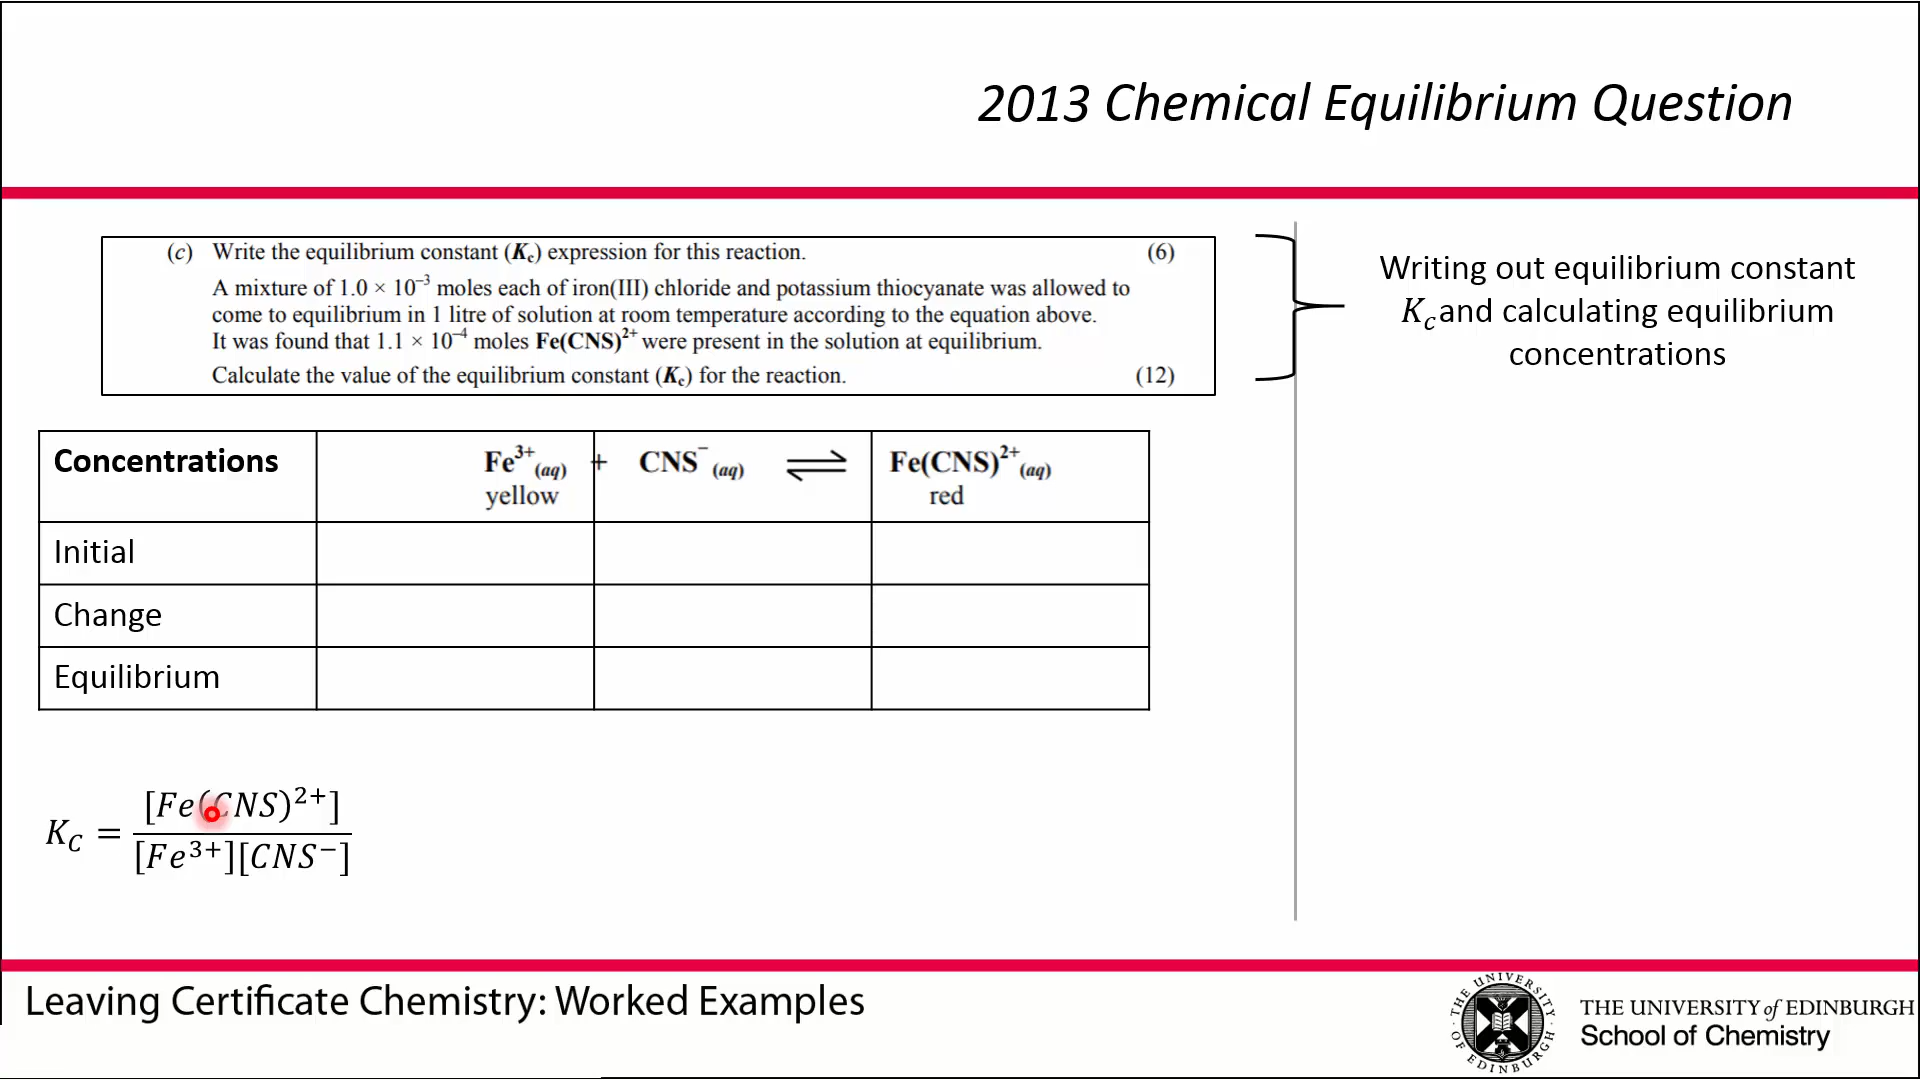 2013 Chemical Equilibrium Question
(c) Write the equilibrium constant (Kc) expression for this reaction. (6)
A mixture of 1.0 × 10⁻³ moles each of iron(III) chloride and potassium thiocyanate was allowed to
come to equilibrium in 1 litre of solution at room temperature according to the equation above.
It was found that 1.1 × 10⁻⁴ moles Fe(CNS)²⁺ were present in the solution at equilibrium.
Calculate the value of the equilibrium constant (Kc) for the reaction. (12)
Writing out equilibrium constant
Kc and calculating equilibrium
concentrations
Concentrations Fe³⁺(aq) + CNS⁻(aq) ⇌ Fe(CNS)²⁺(aq)
yellow red
Initial
Change
Equilibrium
[Fe(CNS)²⁺]
K_C =
[Fe³⁺][CNS⁻]
Leaving Certificate Chemistry: Worked Examples
THE UNIVERSITY OF EDINBURGH
THE UNIVERSITY of EDINBURGH
School of Chemistry